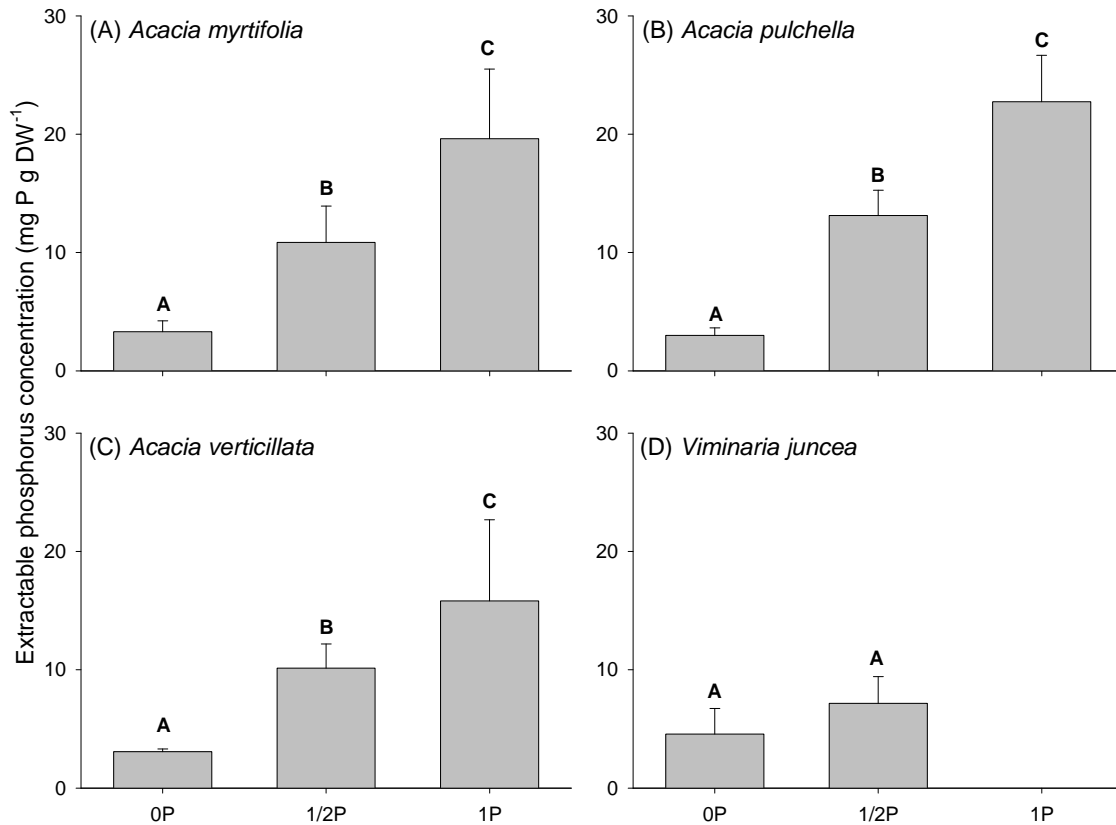 Extractable phosphorus concentration (mg P g DW⁻¹)
(A) Acacia myrtifolia
30
20
10
0
A
B
C
(B) Acacia pulchella
30
20
10
0
A
B
C
(C) Acacia verticillata
30
20
10
0
A
B
C
0P 1/2P 1P
(D) Viminaria juncea
30
20
10
0
A
A
0P 1/2P 1P